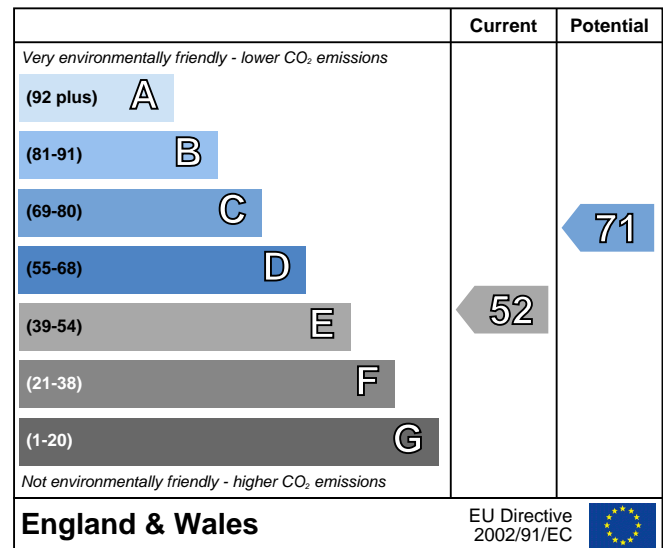 Current Potential
Very environmentally friendly - lower CO₂ emissions
(92 plus) A
(81-91) B
(69-80) C
71
(55-68) D
(39-54) E
52
(21-38) F
(1-20) G
Not environmentally friendly - higher CO₂ emissions
England & Wales
EU Directive
2002/91/EC